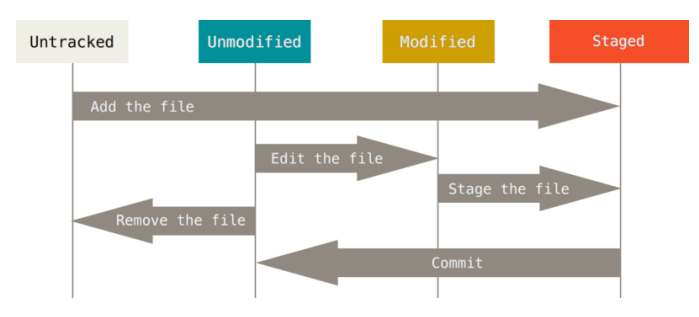 Untracked
Unmodified
Modified
Staged
Add the file
Edit the file
Stage the file
Remove the file
Commit